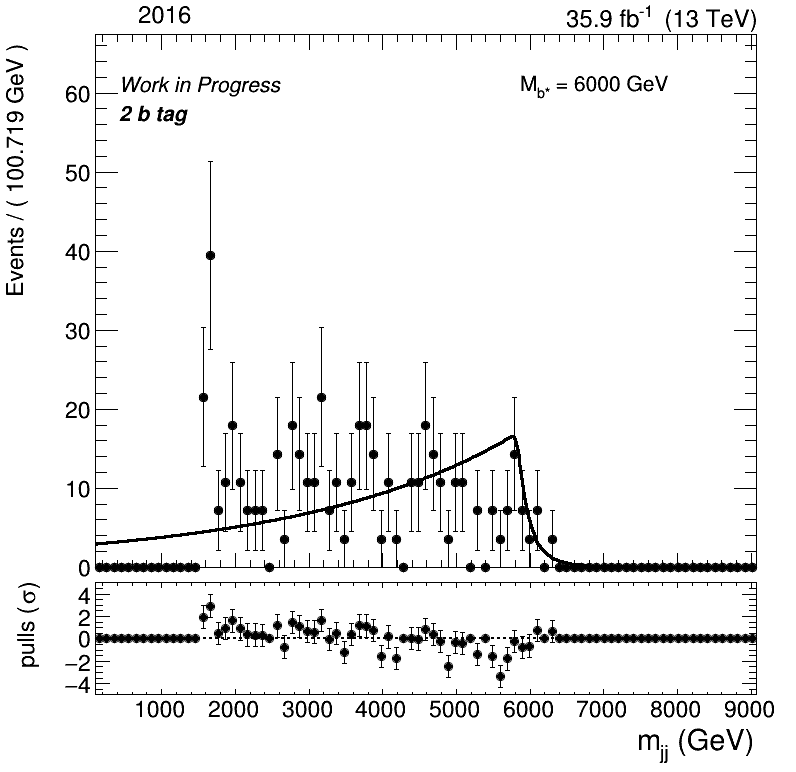 2016 35.9 fb⁻¹ (13 TeV)
Events / ( 100.719 GeV )
Work in Progress
2 b tag
M_b* = 6000 GeV
60
50
40
30
20
10
0
pulls (σ)
4
2
0
−2
−4
1000 2000 3000 4000 5000 6000 7000 8000 9000
m_jj (GeV)